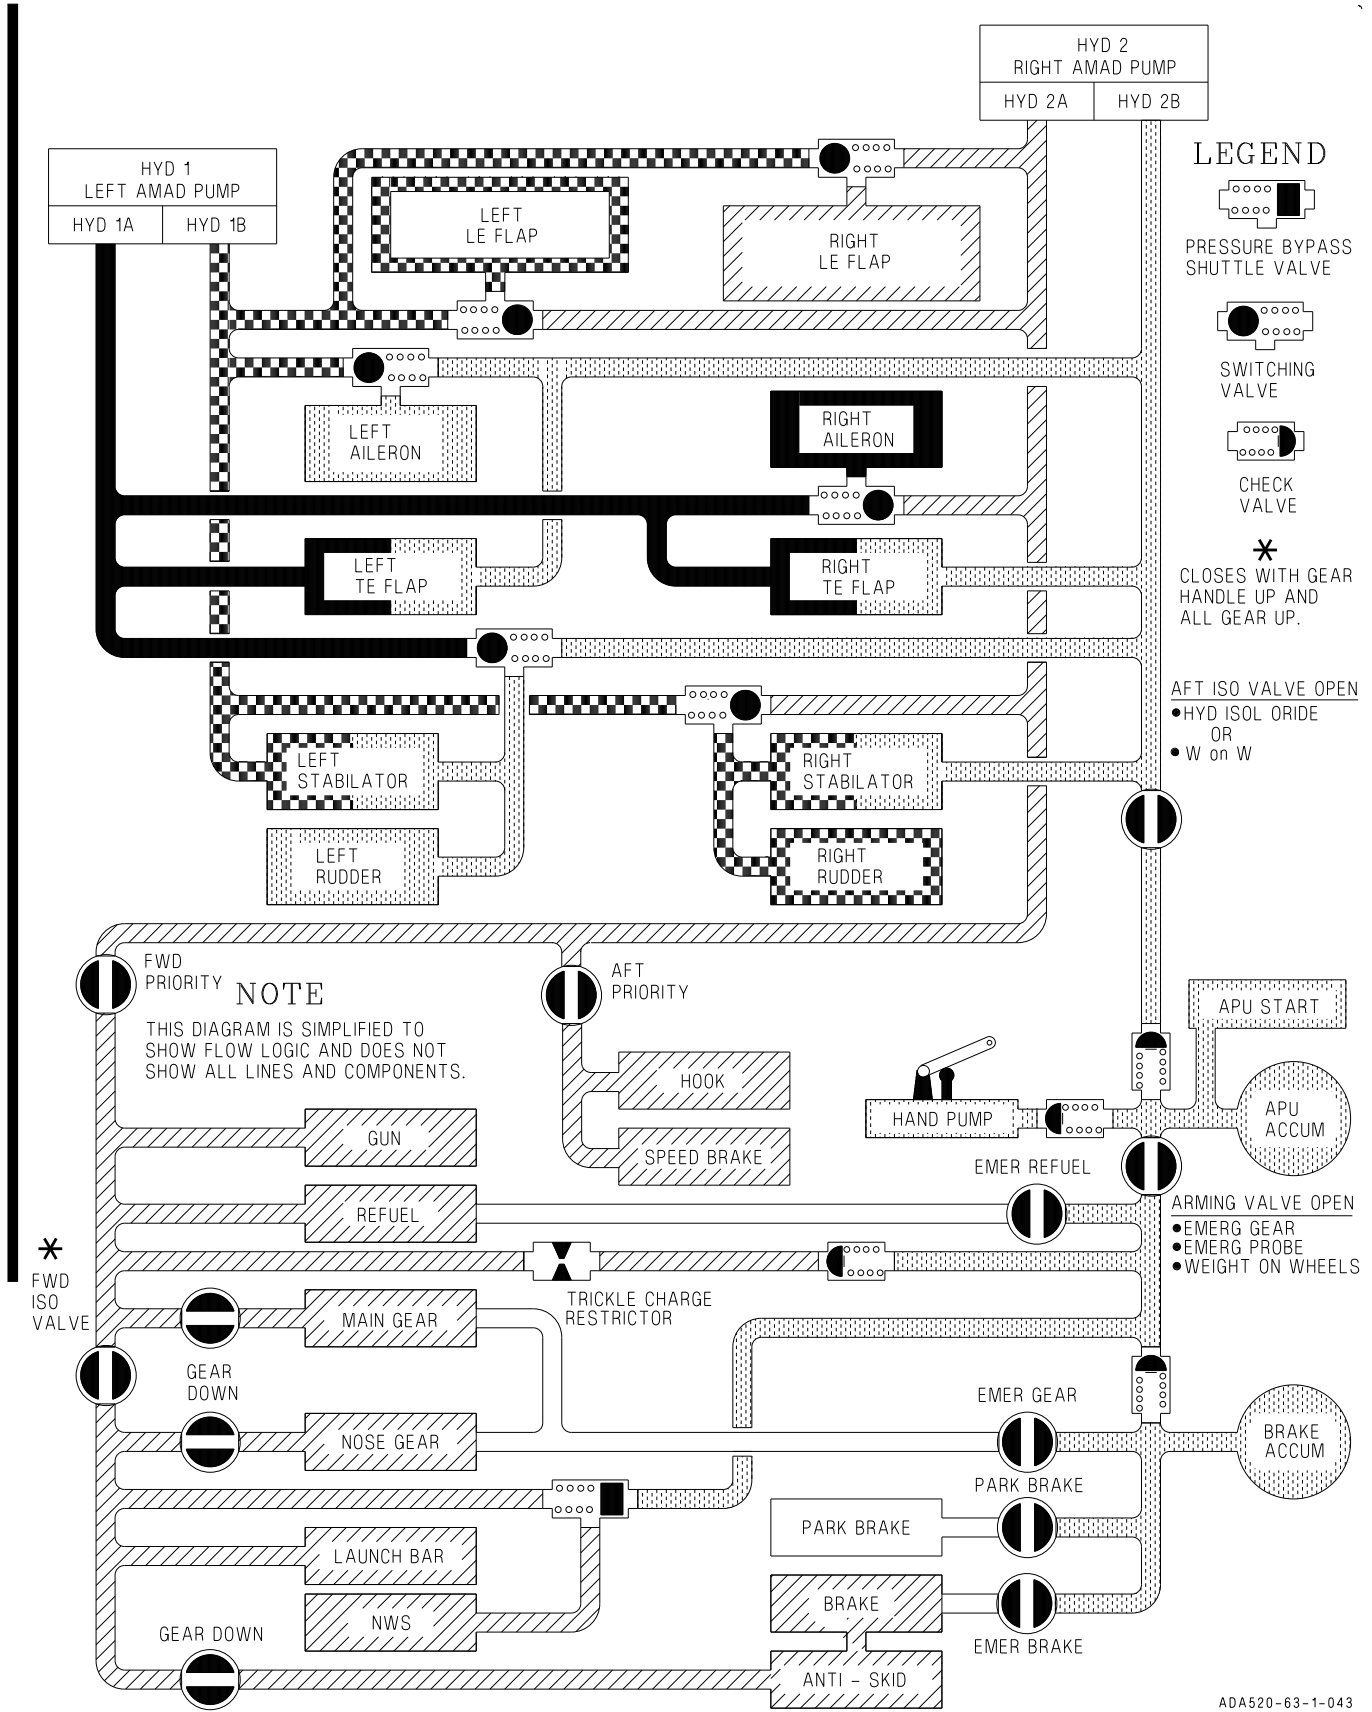 HYD 2
RIGHT AMAD PUMP
HYD 2A
HYD 2B
HYD 1
LEFT AMAD PUMP
HYD 1A
HYD 1B
LEFT
LE FLAP
RIGHT
LE FLAP
LEGEND
PRESSURE BYPASS
SHUTTLE VALVE
SWITCHING
VALVE
CHECK
VALVE
*
CLOSES WITH GEAR
HANDLE UP AND
ALL GEAR UP.
LEFT
AILERON
RIGHT
AILERON
LEFT
TE FLAP
RIGHT
TE FLAP
AFT ISO VALVE OPEN
•HYD ISOL ORIDE
OR
• W on W
LEFT
STABILATOR
RIGHT
STABILATOR
LEFT
RUDDER
RIGHT
RUDDER
FWD
PRIORITY
AFT
PRIORITY
NOTE
THIS DIAGRAM IS SIMPLIFIED TO
SHOW FLOW LOGIC AND DOES NOT
SHOW ALL LINES AND COMPONENTS.
APU START
HOOK
HAND PUMP
APU
ACCUM
GUN
SPEED BRAKE
EMER REFUEL
REFUEL
ARMING VALVE OPEN
•EMERG GEAR
•EMERG PROBE
•WEIGHT ON WHEELS
*
FWD
ISO
VALVE
TRICKLE CHARGE
RESTRICTOR
MAIN GEAR
GEAR
DOWN
EMER GEAR
NOSE GEAR
BRAKE
ACCUM
PARK BRAKE
PARK BRAKE
LAUNCH BAR
BRAKE
NWS
GEAR DOWN
EMER BRAKE
ANTI - SKID
ADA520-63-1-043